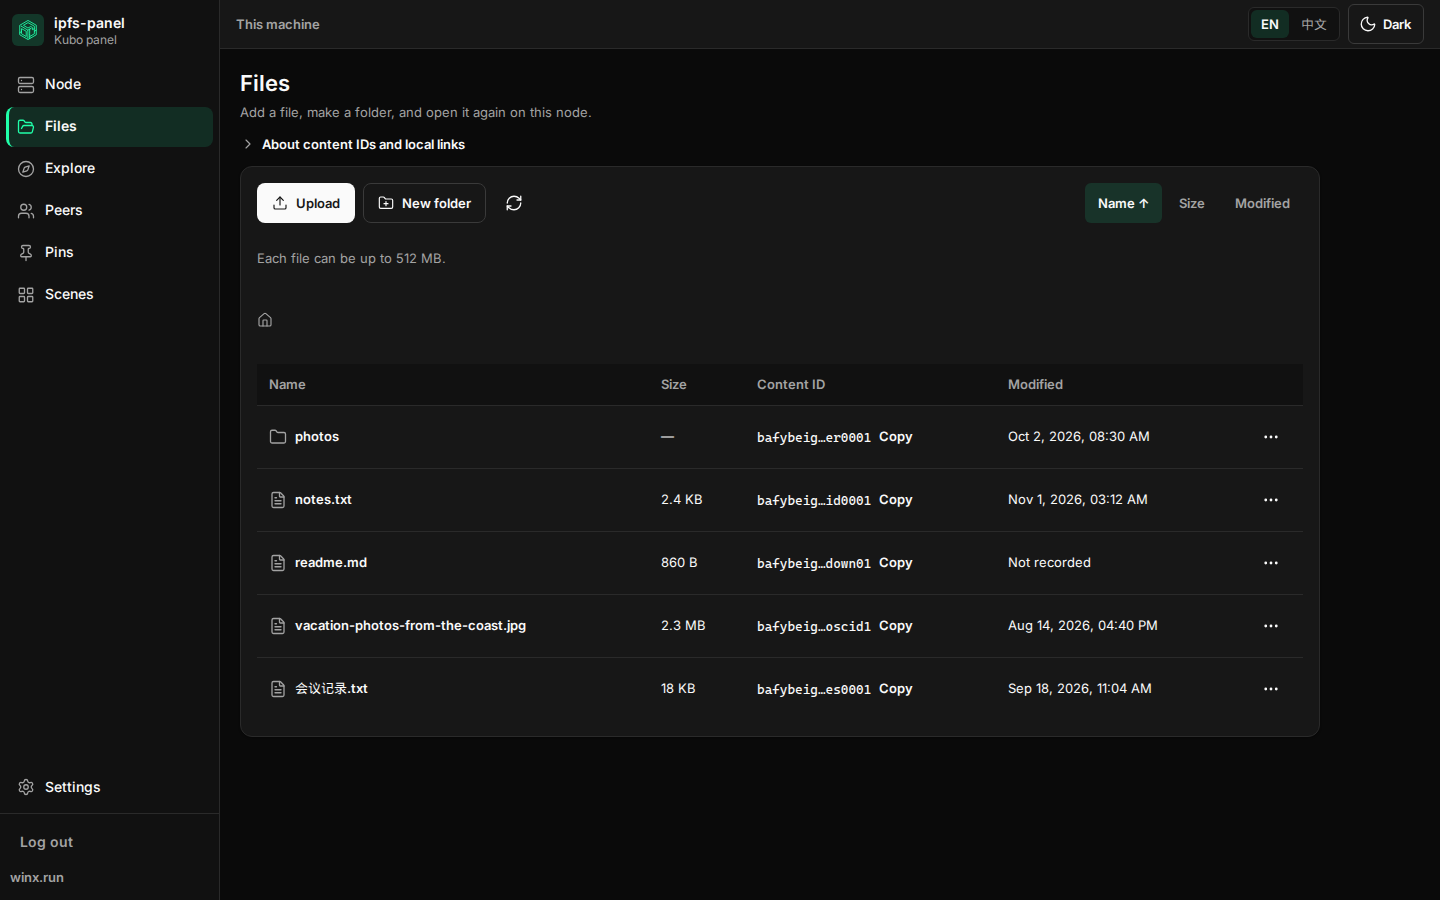 ipfs-panel
Kubo panel
Node
Files
Explore
Peers
Pins
Scenes
Settings
Log out
winx.run
This machine
EN 中文 Dark
Files
Add a file, make a folder, and open it again on this node.
About content IDs and local links
Upload New folder Name ↑ Size Modified
Each file can be up to 512 MB.
Name Size Content ID Modified
photos — bafybeig…er0001 Copy Oct 2, 2026, 08:30 AM
notes.txt 2.4 KB bafybeig…id0001 Copy Nov 1, 2026, 03:12 AM
readme.md 860 B bafybeig…down01 Copy Not recorded
vacation-photos-from-the-coast.jpg 2.3 MB bafybeig…oscid1 Copy Aug 14, 2026, 04:40 PM
会议记录.txt 18 KB bafybeig…es0001 Copy Sep 18, 2026, 11:04 AM